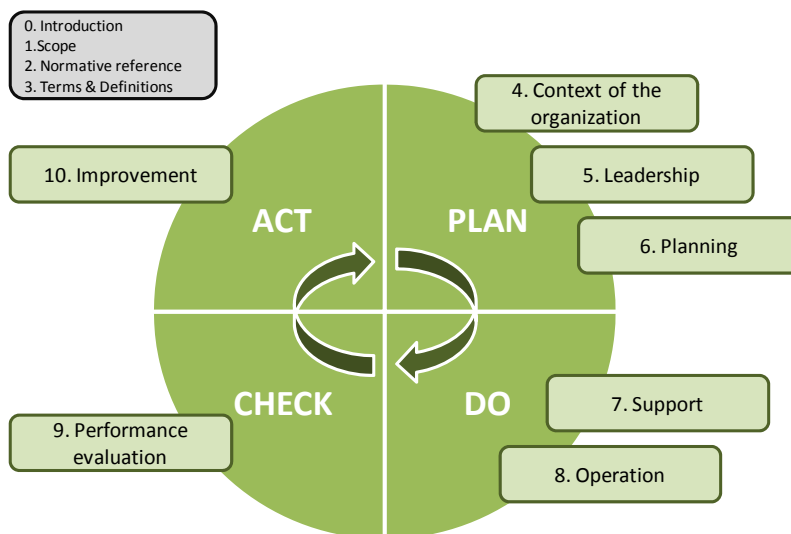 0. Introduction
1.Scope
2. Normative reference
3. Terms & Definitions
4. Context of the
organization
10. Improvement
5. Leadership
ACT
PLAN
6. Planning
CHECK
DO
7. Support
9. Performance
evaluation
8. Operation